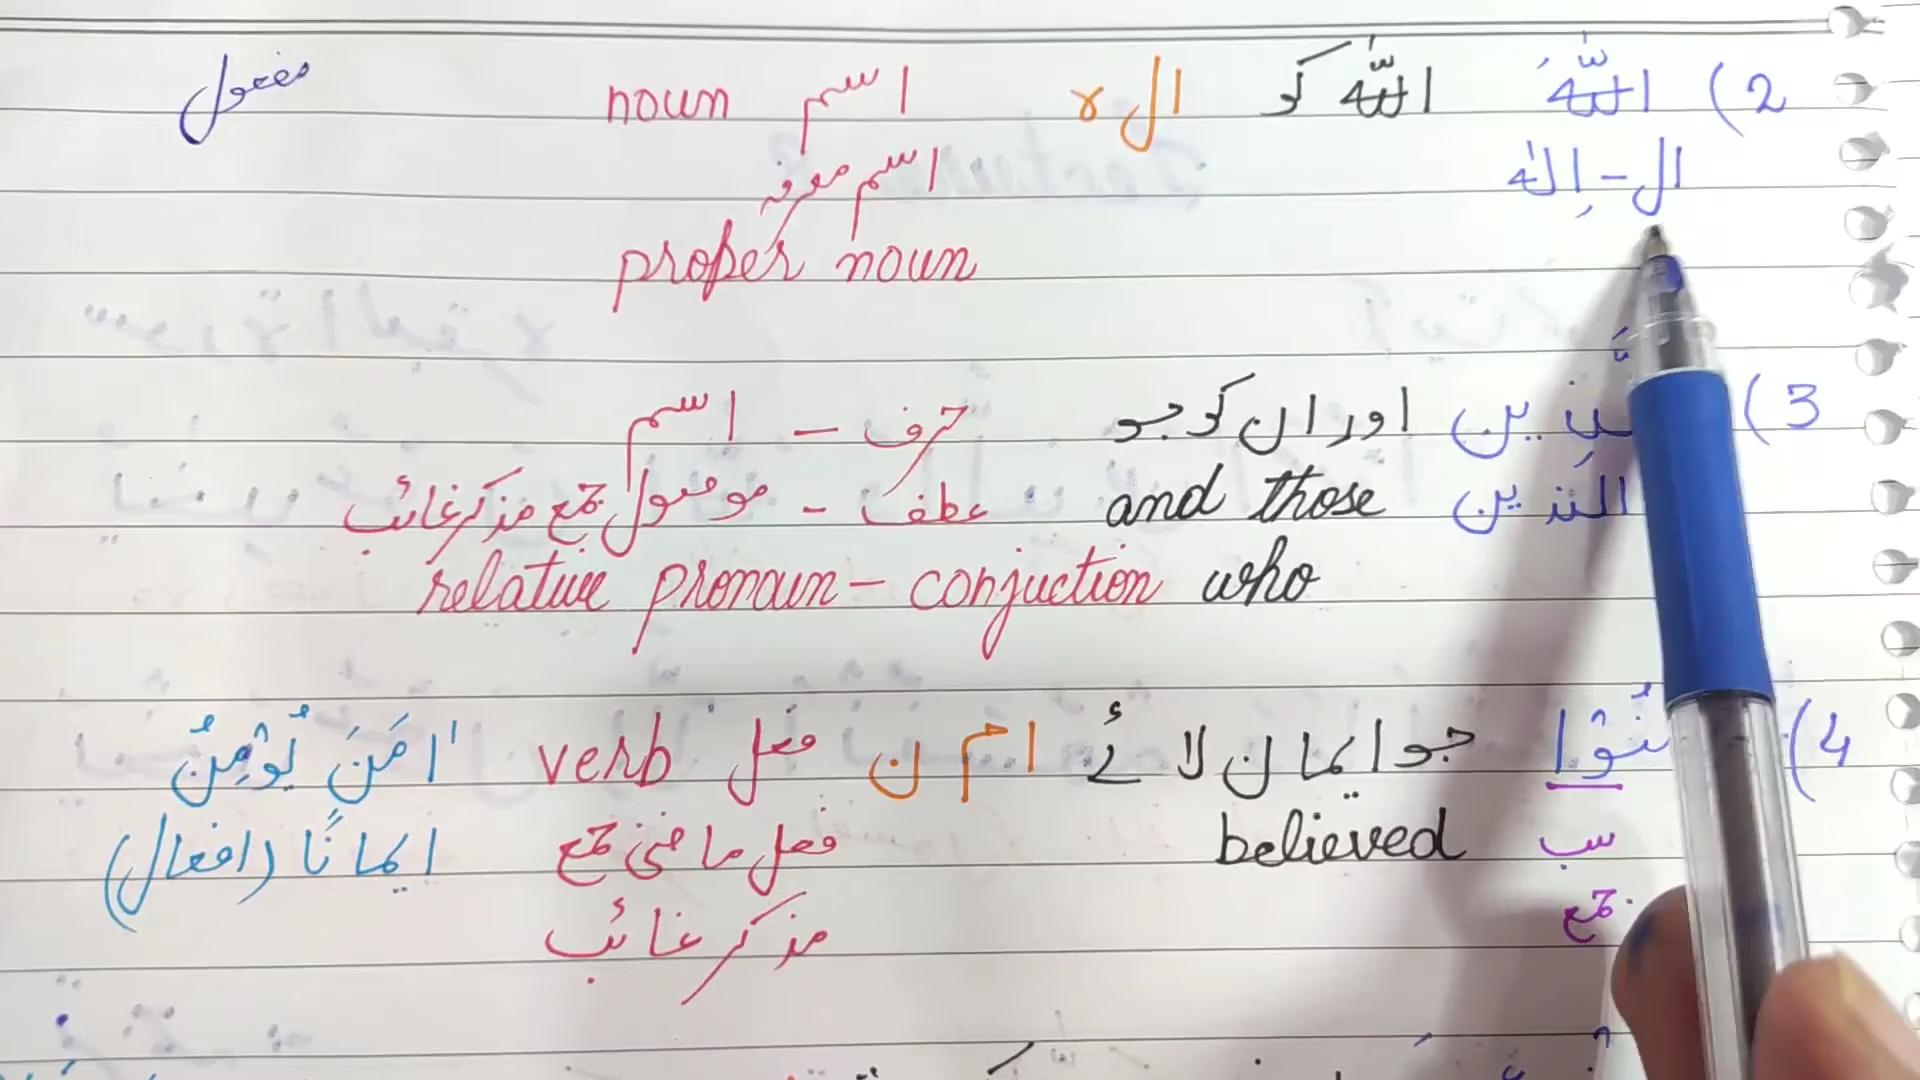 2) اللّٰهَ اللّٰہ کو ال ہ اسم noun مفعول
ال - اِلٰه اسم معرفہ
proper noun
3) اور ان کو جو حرف - اسم
الذین and those عطف - موصول جمع مذکر غائب
who relative pronoun - conjuction
4) جو ایمان لائے ا م ن فعل verb اٰمَنَ یُؤْمِنُ
سب believed فعل ماضی جمع ایمانًا (افعال)
جمع مذکر غائب